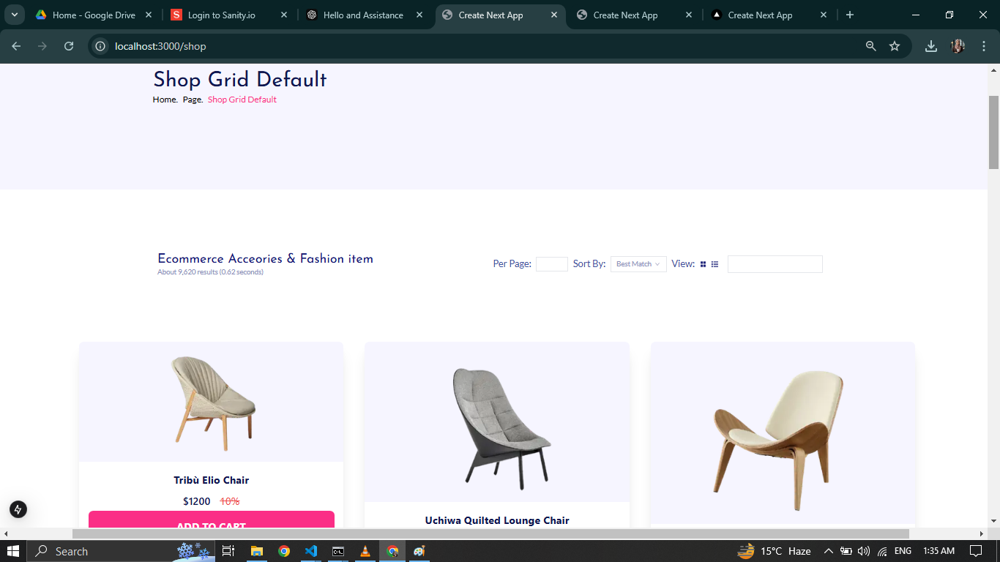 Home - Google Drive
Login to Sanity.io
Hello and Assistance
Create Next App
Create Next App
Create Next App
localhost:3000/shop
Shop Grid Default
Home. Page. Shop Grid Default
Ecommerce Acceories & Fashion item
About 9,620 results (0.62 seconds)
Per Page:
Sort By:
Best Match
View:
Tribù Elio Chair
$1200 10%
ADD TO CART
Uchiwa Quilted Lounge Chair
Search
15°C Haze
ENG
1:35 AM